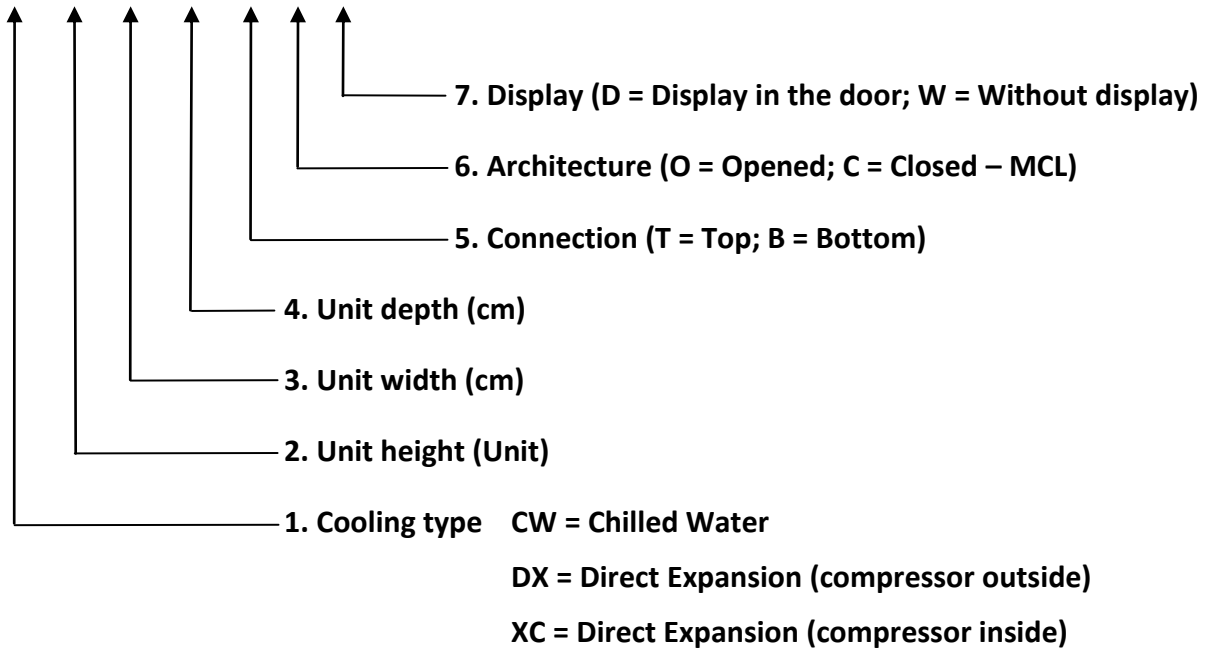 7. Display (D = Display in the door; W = Without display)
6. Architecture (O = Opened; C = Closed – MCL)
5. Connection (T = Top; B = Bottom)
4. Unit depth (cm)
3. Unit width (cm)
2. Unit height (Unit)
1. Cooling type CW = Chilled Water
DX = Direct Expansion (compressor outside)
XC = Direct Expansion (compressor inside)